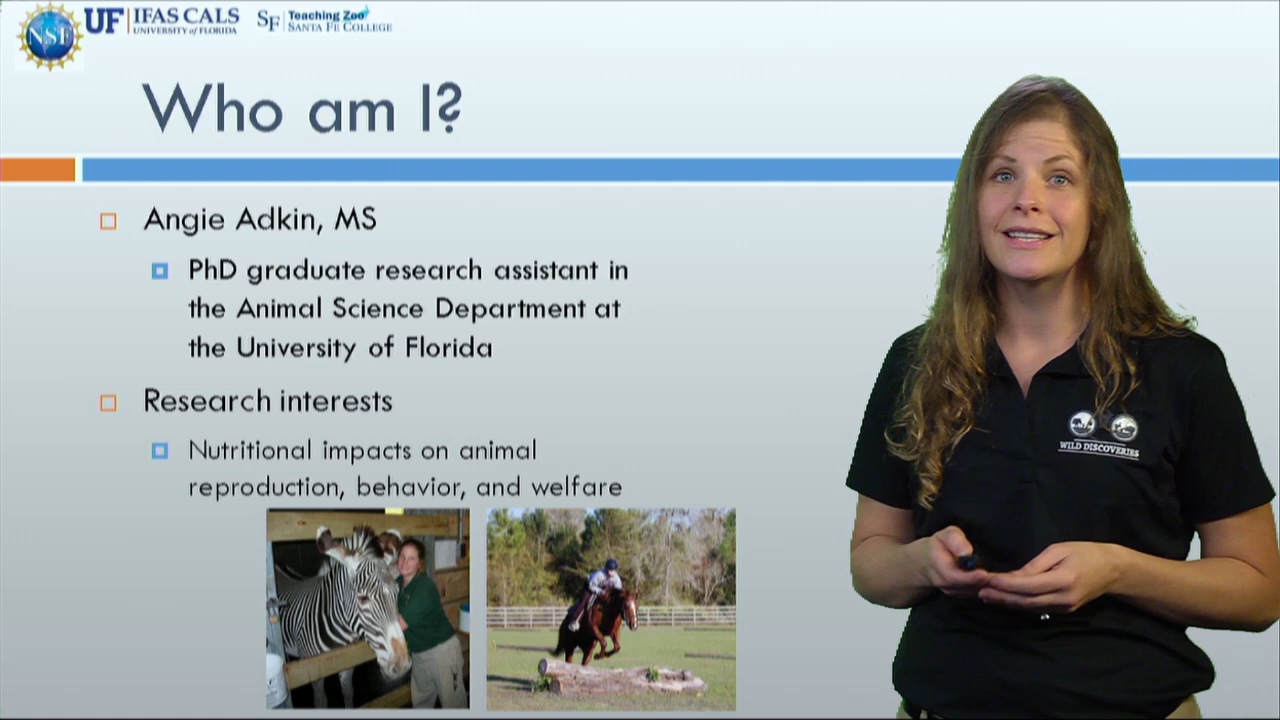 NSF
UF IFAS CALS
UNIVERSITY of FLORIDA
SF Teaching Zoo
SANTA FE COLLEGE
Who am I?
Angie Adkin, MS
PhD graduate research assistant in
the Animal Science Department at
the University of Florida
Research interests
Nutritional impacts on animal
reproduction, behavior, and welfare
WILD DISCOVERIES